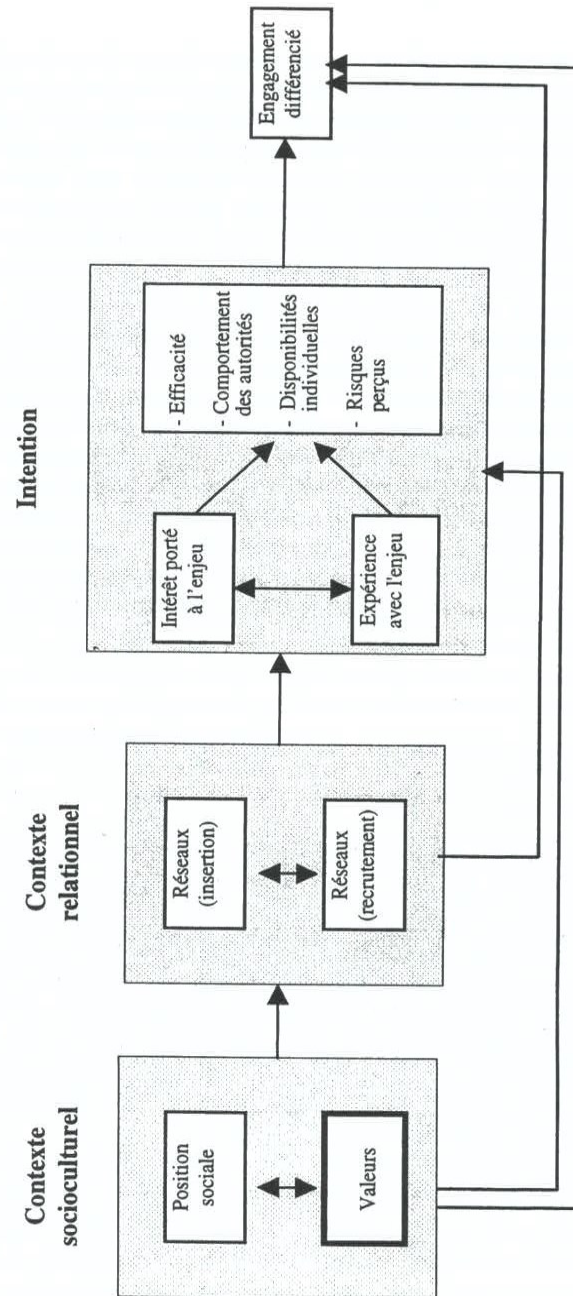 Contexte
socioculturel
Position
sociale
Valeurs
Contexte
relationnel
Réseaux
(insertion)
Réseaux
(recrutement)
Intention
Intérêt porté
à l'enjeu
Expérience
avec l'enjeu
- Efficacité
- Comportement
des autorités
- Disponibilités
individuelles
- Risques
perçus
Engagement
différencié